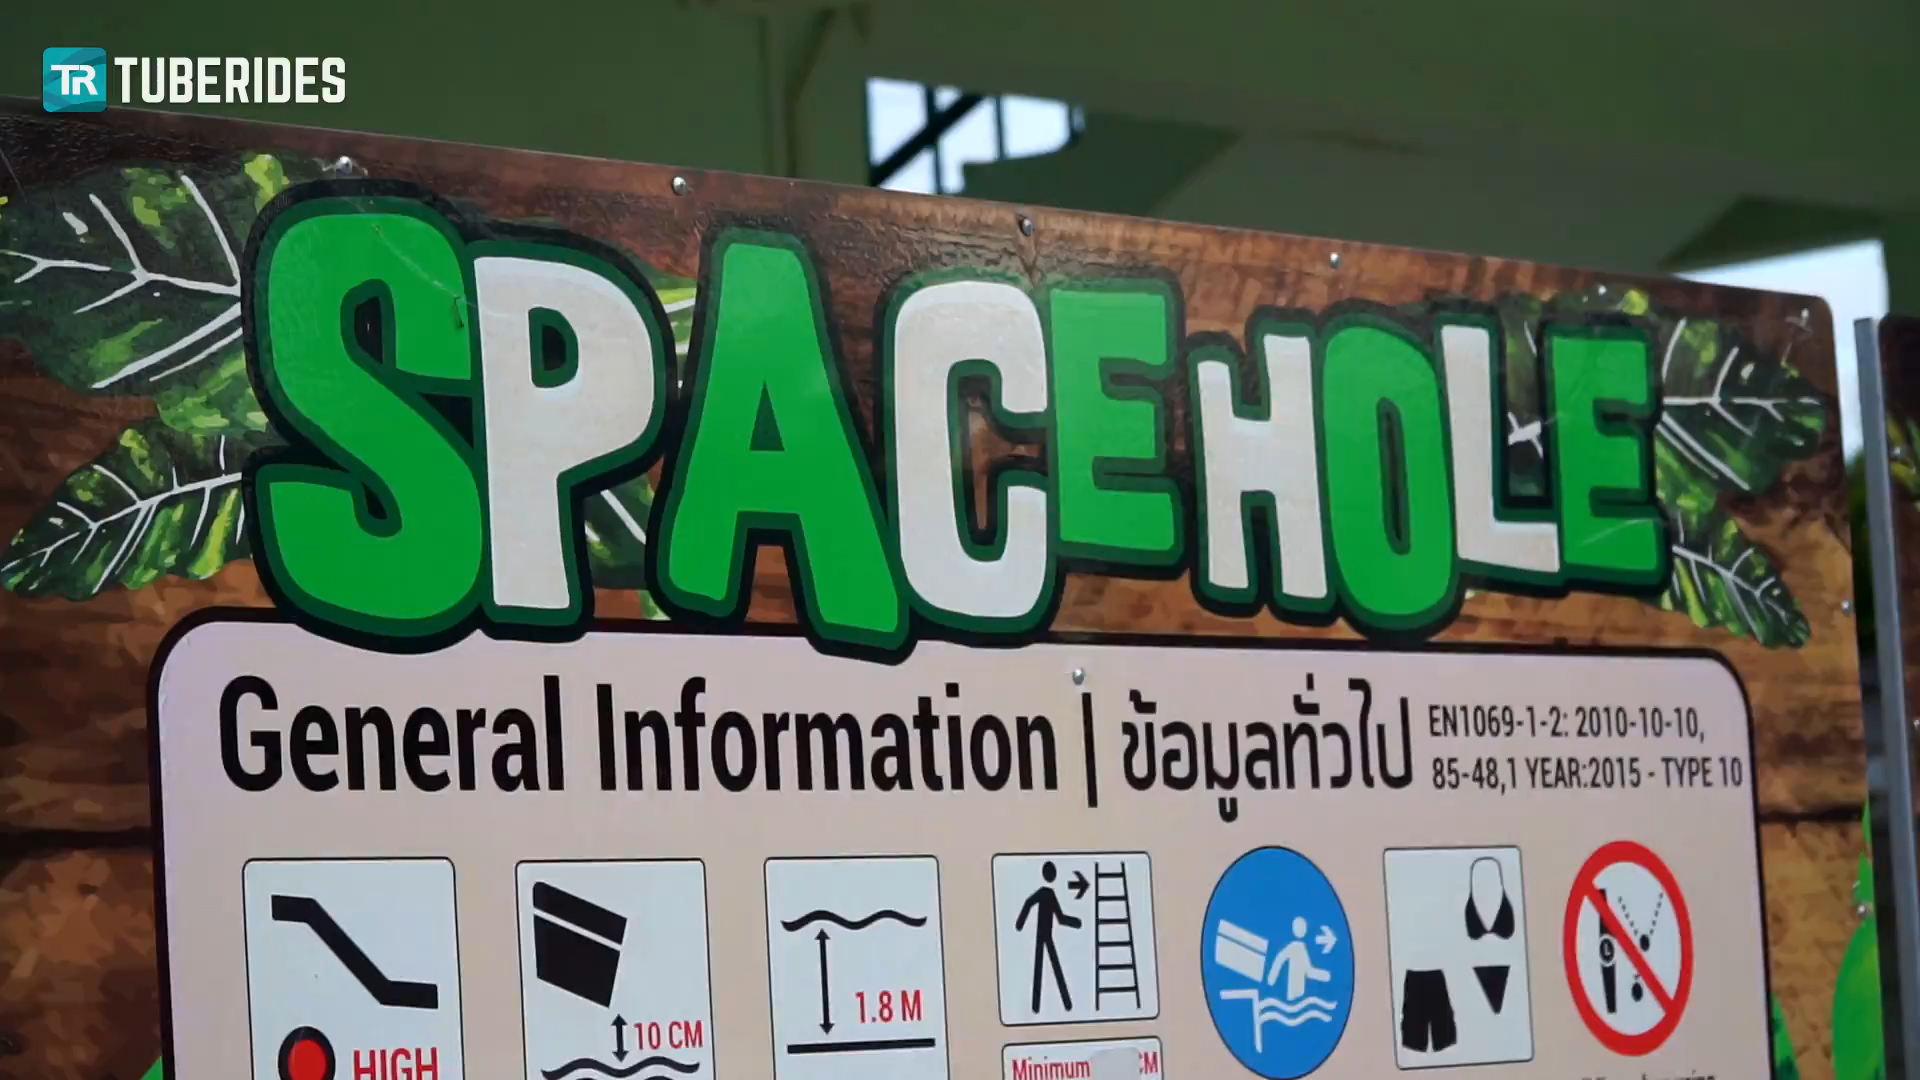 TR TUBERIDES
SPACEHOLE
General Information | ข้อมูลทั่วไป
EN1069-1-2: 2010-10-10,
85-48,1 YEAR:2015 - TYPE 10
1.8 M
10 CM
HIGH
Minimum CM